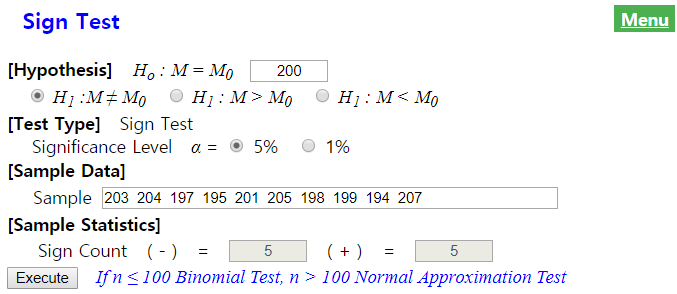 Sign Test
Menu
[Hypothesis] Ho : M = M0 200
H1 : M ≠ M0 H1 : M > M0 H1 : M < M0
[Test Type] Sign Test
Significance Level α = 5% 1%
[Sample Data]
Sample 203 204 197 195 201 205 198 199 194 207
[Sample Statistics]
Sign Count ( - ) = 5 ( + ) = 5
Execute If n ≤ 100 Binomial Test, n > 100 Normal Approximation Test